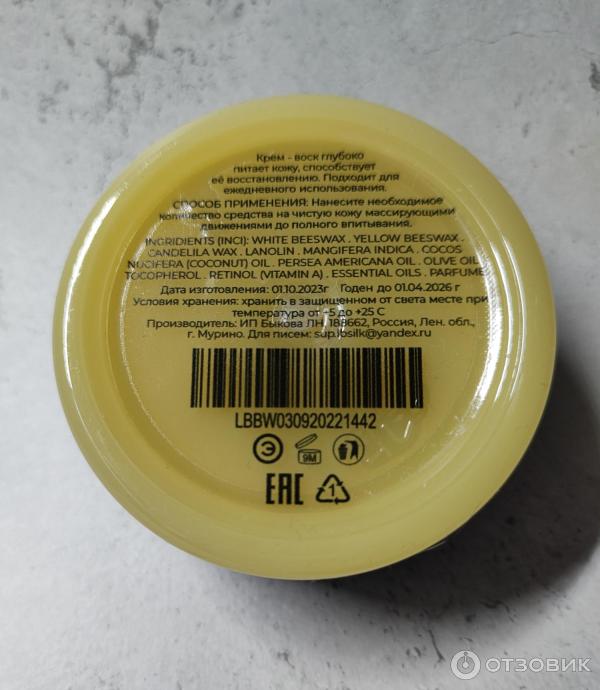 Крем - воск глубоко
питает кожу, способствует
её восстановлению. Подходит для
ежедневного использования.
СПОСОБ ПРИМЕНЕНИЯ: Нанесите необходимое
количество средства на чистую кожу массирующими
движениями до полного впитывания.
INGRIDIENTS (INCI): WHITE BEESWAX . YELLOW BEESWAX .
CANDELILA WAX . LANOLIN . MANGIFERA INDICA . COCOS
NUCIFERA (COCONUT) OIL . PERSEA AMERICANA OIL . OLIVE OIL .
TOCOPHEROL . RETINOL (VITAMIN A) . ESSENTIAL OILS . PARFUME
Дата изготовления: 01.10.2023г Годен до 01.04.2026 г
Условия хранения: хранить в защищенном от света месте при
температура от +5 до +25 С
Производитель: ИП Быкова ЛН, 188662, Россия, Лен. обл.,
г. Мурино. Для писем: sup.lbsilk@yandex.ru
LBBW030920221442
Э
9M
EAC
1
ОТЗОВИК